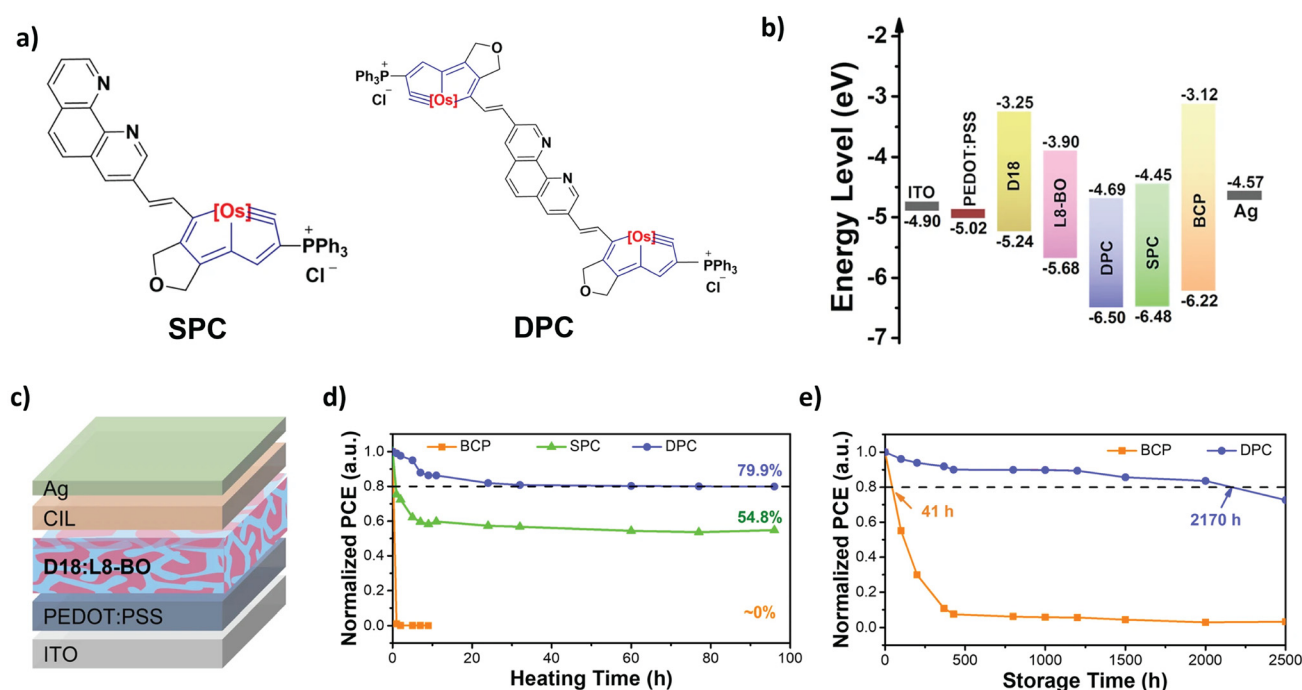 a)
N
N
[Os]
+
PPh3
Cl−
O
SPC
O
+
Ph3P
Cl−
[Os]
N
N
[Os]
+
PPh3
Cl−
O
DPC
b)
Energy Level (eV)
-2
-3
-4
-5
-6
-7
ITO
-4.90
PEDOT:PSS
-5.02
-3.25
D18
-5.24
-3.90
L8-BO
-5.68
-4.69
DPC
-6.50
-4.45
SPC
-6.48
-3.12
BCP
-6.22
-4.57
Ag
c)
Ag
CIL
D18:L8-BO
PEDOT:PSS
ITO
d)
Normalized PCE (a.u.)
1.0
0.8
0.6
0.4
0.2
0.0
BCP SPC DPC
79.9%
54.8%
~0%
0 20 40 60 80 100
Heating Time (h)
e)
Normalized PCE (a.u.)
1.0
0.8
0.6
0.4
0.2
0.0
BCP DPC
41 h
2170 h
0 500 1000 1500 2000 2500
Storage Time (h)